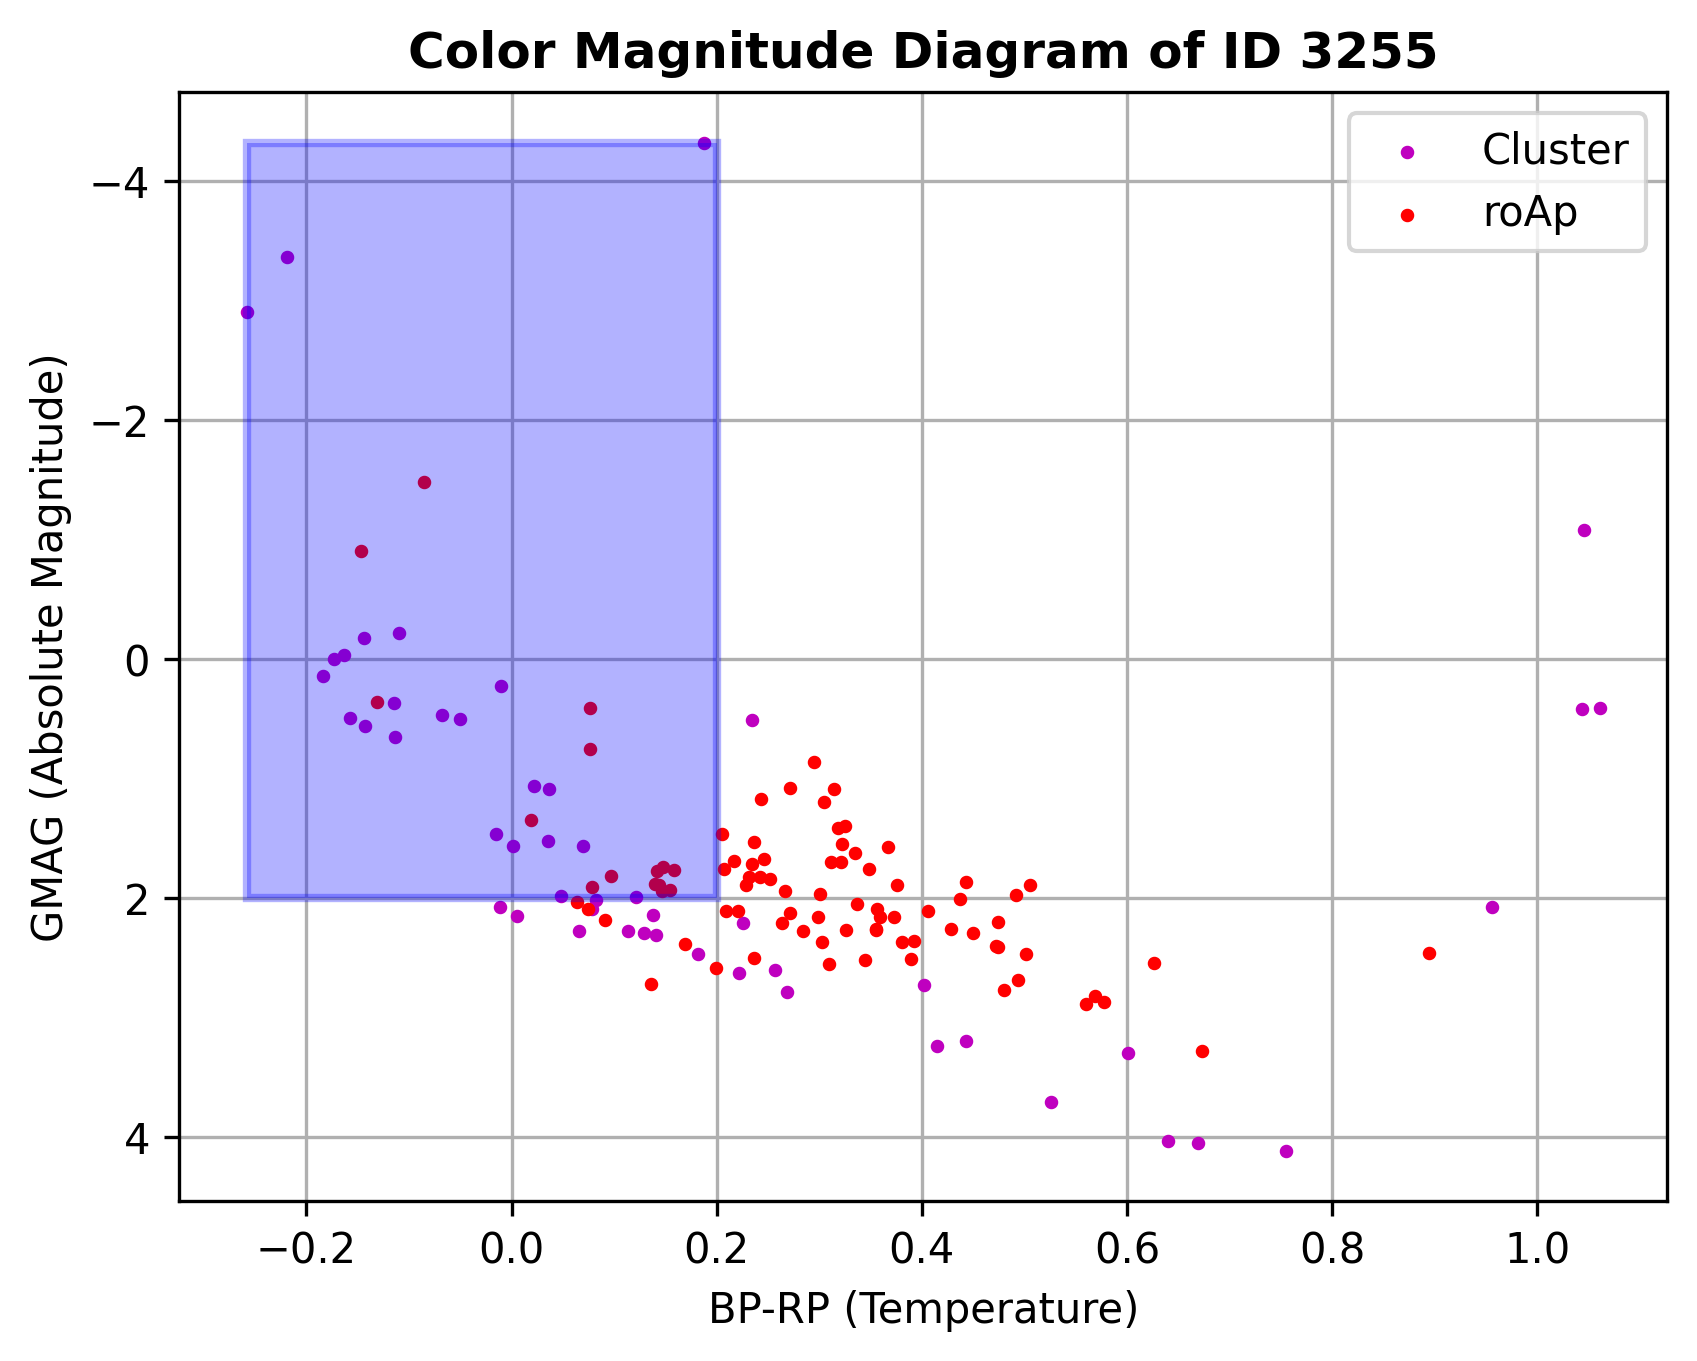 Color Magnitude Diagram of ID 3255
Cluster
roAp
GMAG (Absolute Magnitude)
−4
−2
0
2
4
−0.2 0.0 0.2 0.4 0.6 0.8 1.0
BP-RP (Temperature)